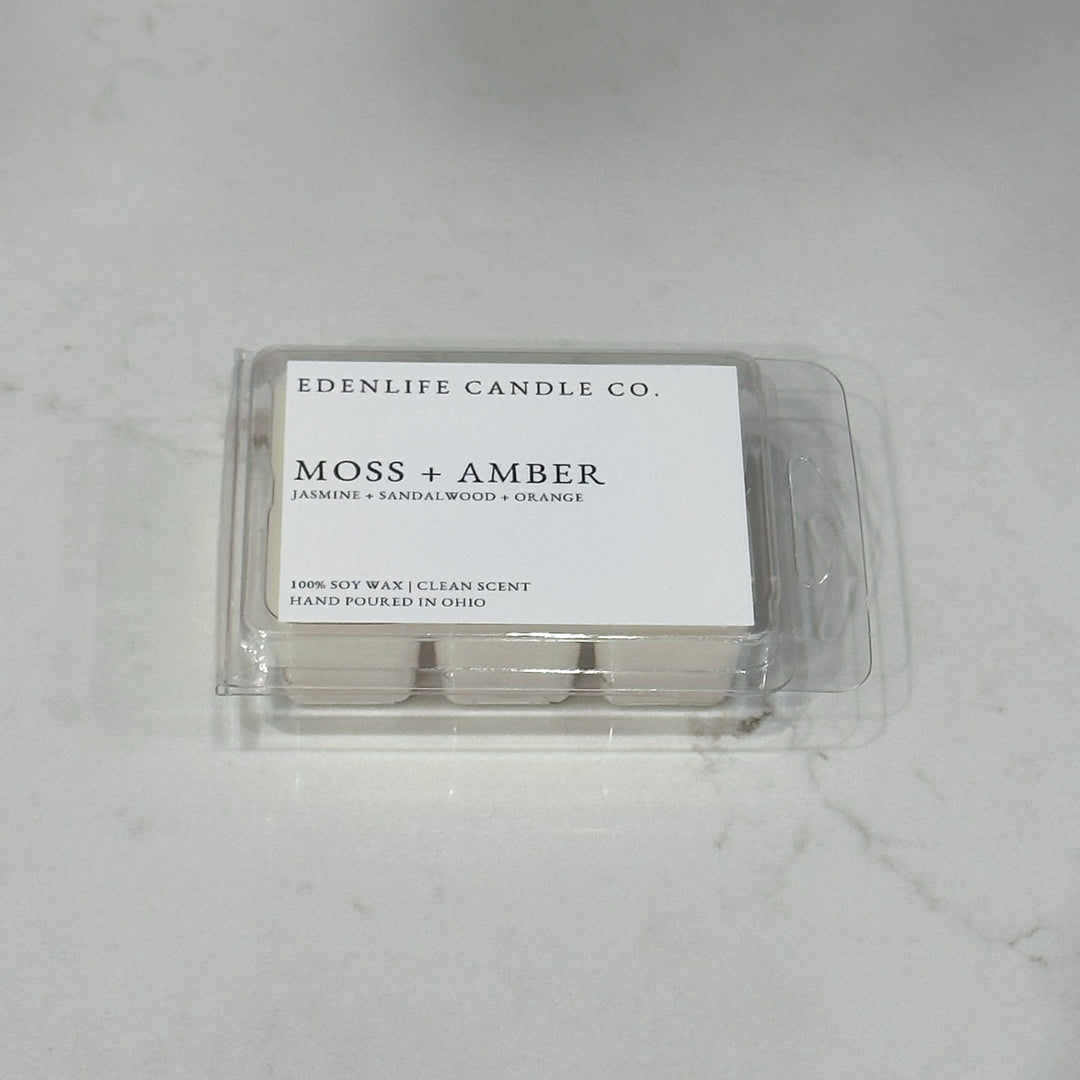 EDENLIFE CANDLE CO.
MOSS + AMBER
JASMINE + SANDALWOOD + ORANGE
100% SOY WAX | CLEAN SCENT
HAND POURED IN OHIO